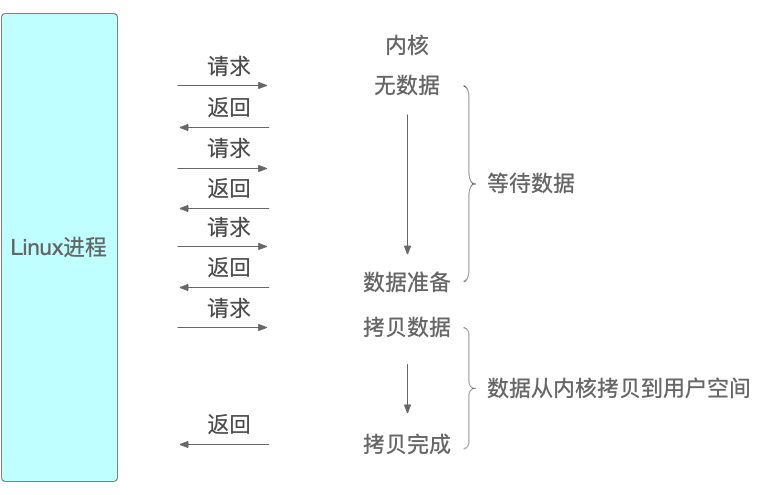 内核
请求
无数据
返回
请求
返回
等待数据
请求
Linux进程
返回
数据准备
请求
拷贝数据
数据从内核拷贝到用户空间
返回
拷贝完成